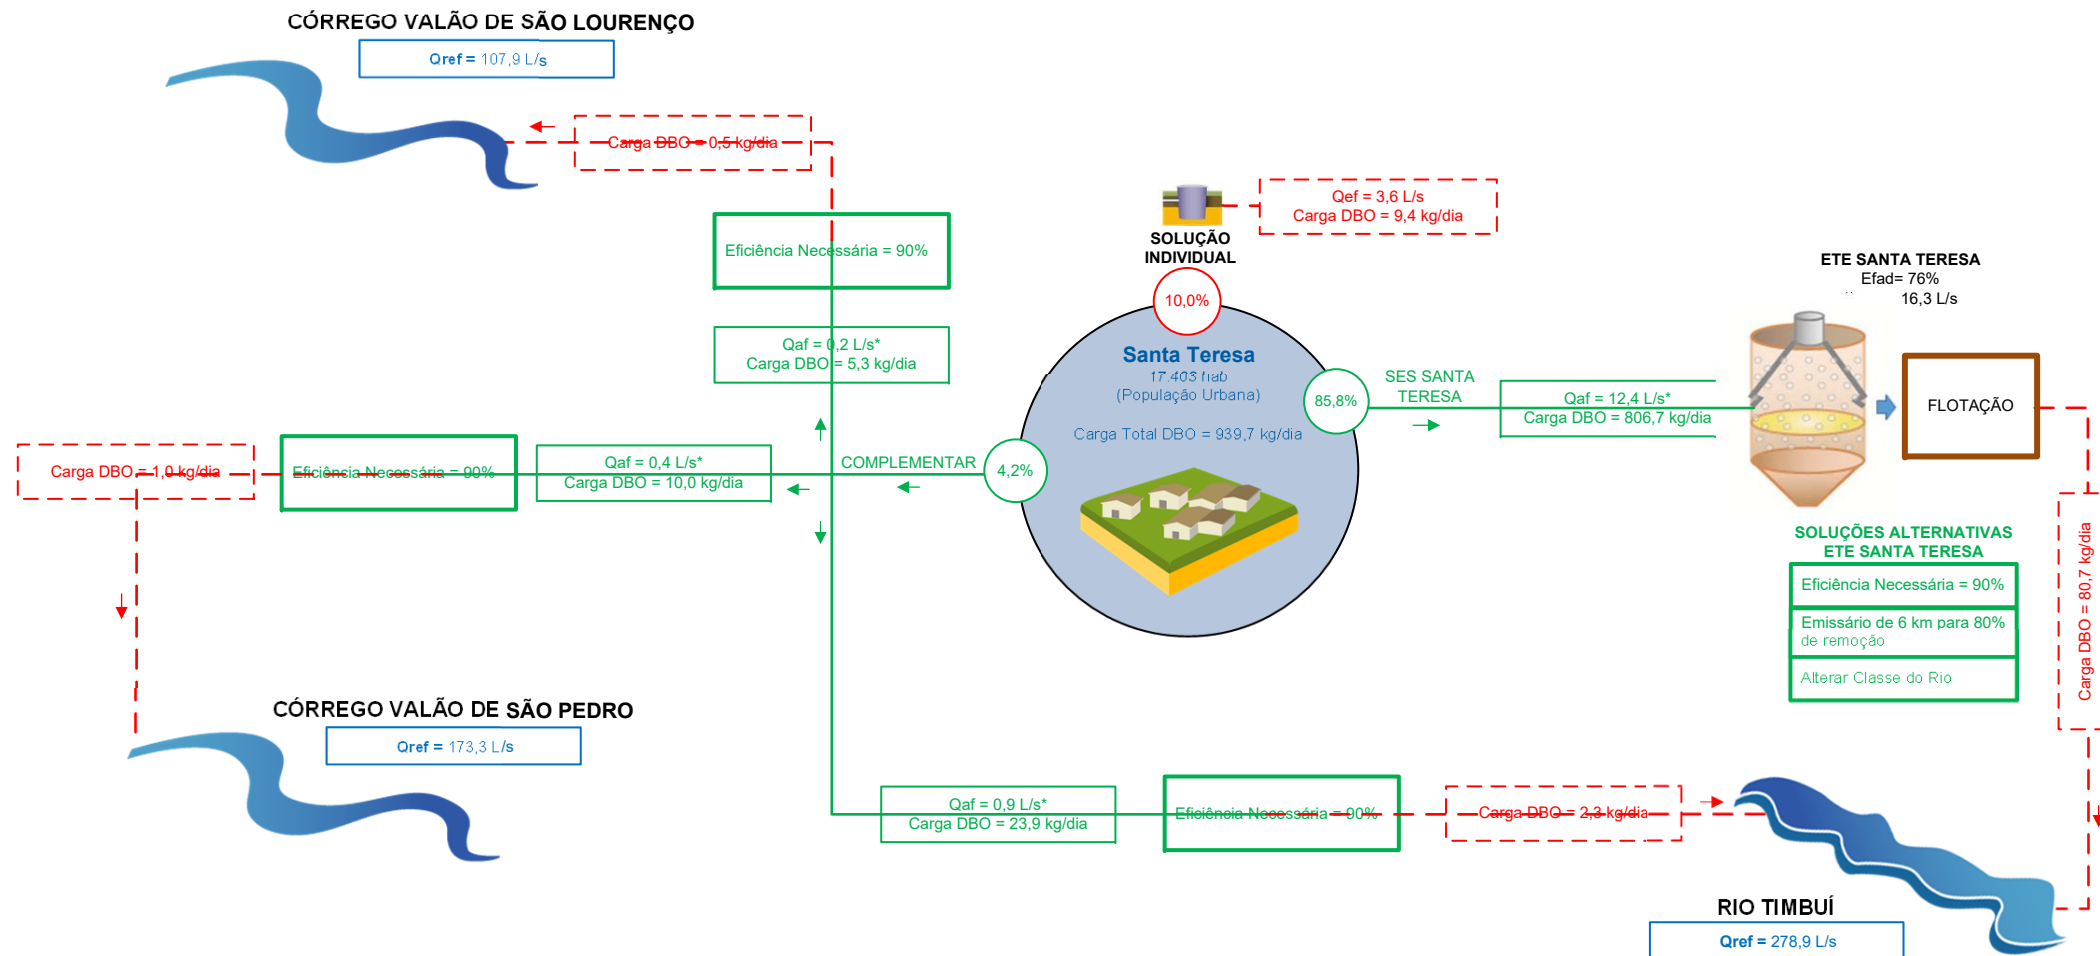 CÓRREGO VALÃO DE SÃO LOURENÇO
Qref = 107,9 L/s
Carga DBO = 0,5 kg/dia
Eficiência Necessária = 90%
Qaf = 0,2 L/s*
Carga DBO = 5,3 kg/dia
SOLUÇÃO
INDIVIDUAL
Qef = 3,6 L/s
Carga DBO = 9,4 kg/dia
10,0%
Santa Teresa
17.403 hab
(População Urbana)
Carga Total DBO = 939,7 kg/dia
85,8%
4,2%
SES SANTA
TERESA
Qaf = 12,4 L/s*
Carga DBO = 806,7 kg/dia
ETE SANTA TERESA
Efad= 76%
16,3 L/s
FLOTAÇÃO
Carga DBO = 80,7 kg/dia
SOLUÇÕES ALTERNATIVAS
ETE SANTA TERESA
Eficiência Necessária = 90%
Emissário de 6 km para 80%
de remoção
Alterar Classe do Rio
COMPLEMENTAR
Qaf = 0,4 L/s*
Carga DBO = 10,0 kg/dia
Eficiência Necessária = 90%
Carga DBO = 1,0 kg/dia
CÓRREGO VALÃO DE SÃO PEDRO
Qref = 173,3 L/s
Qaf = 0,9 L/s*
Carga DBO = 23,9 kg/dia
Eficiência Necessária = 90%
Carga DBO = 2,3 kg/dia
RIO TIMBUÍ
Qref = 278,9 L/s